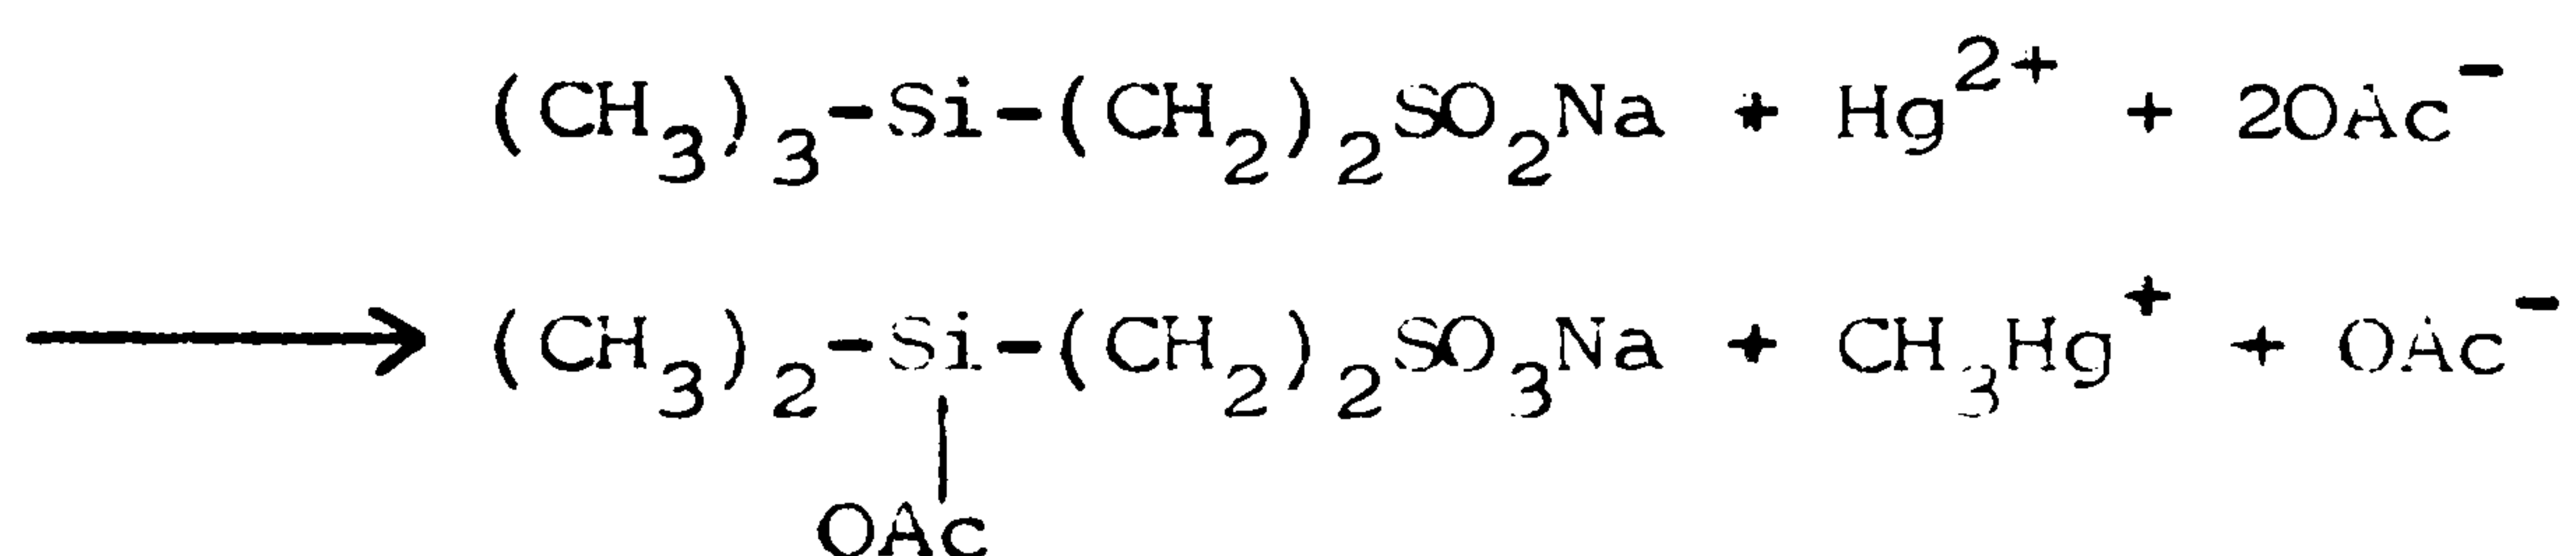 (CH₃)₃-Si-(CH₂)₂SO₂Na + Hg²⁺ + 2OAc⁻
⟶ (CH₃)₂-Si-(CH₂)₂SO₃Na + CH₃Hg⁺ + OAc⁻
OAc